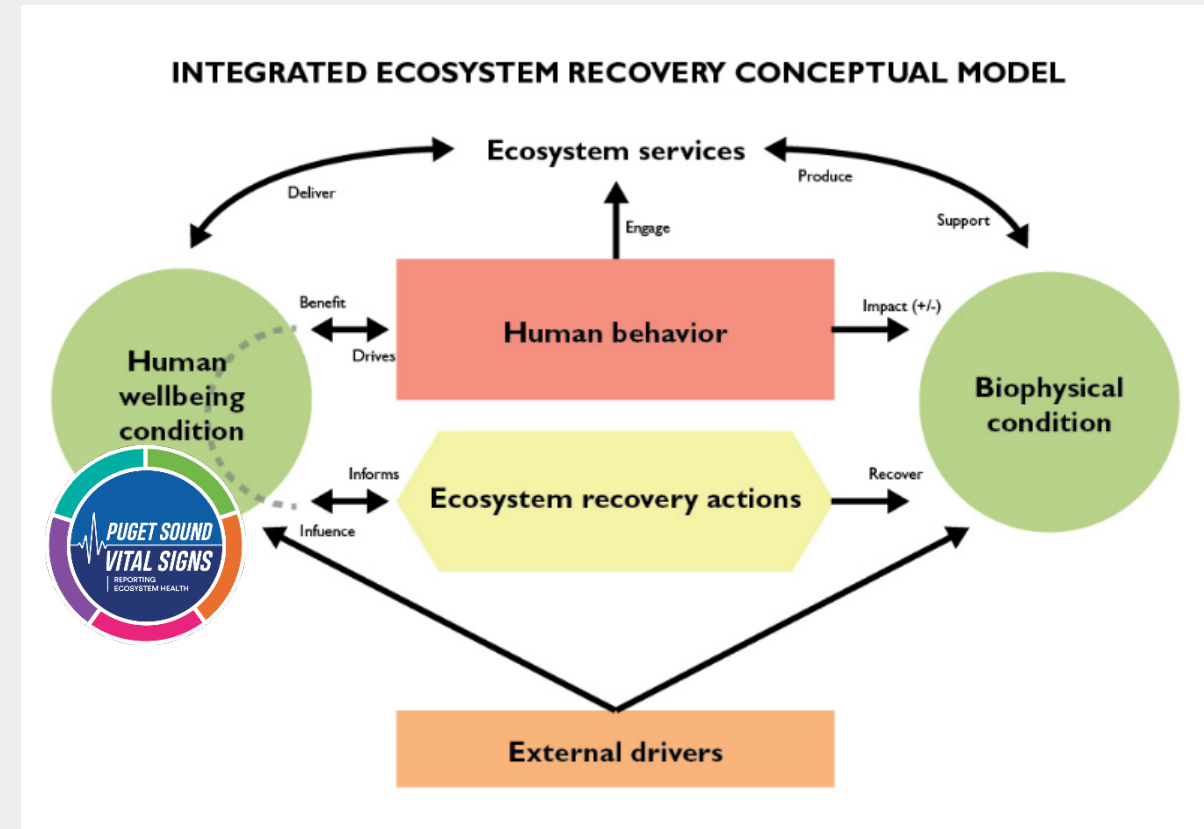 INTEGRATED ECOSYSTEM RECOVERY CONCEPTUAL MODEL
Ecosystem services
Deliver
Produce
Support
Engage
Human
wellbeing
condition
Benefit
Drives
Human behavior
Impact (+/-)
Biophysical
condition
Informs
Infuence
Ecosystem recovery actions
Recover
PUGET SOUND
VITAL SIGNS
REPORTING
ECOSYSTEM HEALTH
External drivers